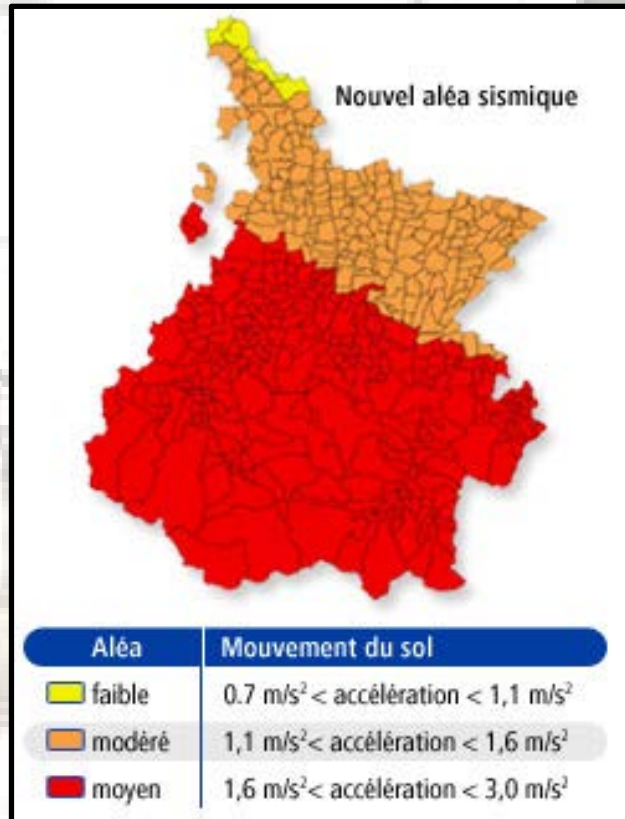 Nouvel aléa sismique
Aléa Mouvement du sol
faible 0.7 m/s² < accélération < 1,1 m/s²
modéré 1,1 m/s²< accélération < 1,6 m/s²
moyen 1,6 m/s²< accélération < 3,0 m/s²